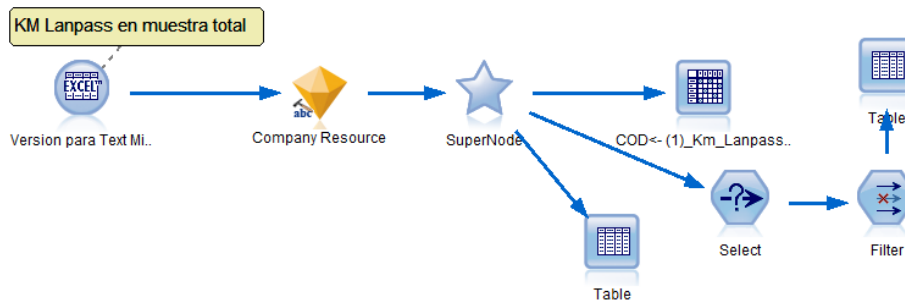 KM Lanpass en muestra total
EXCEL
Version para Text Mi..
abc
Company Resource
SuperNode
COD<- (1)_Km_Lanpass..
Table
Select
Filter
Table